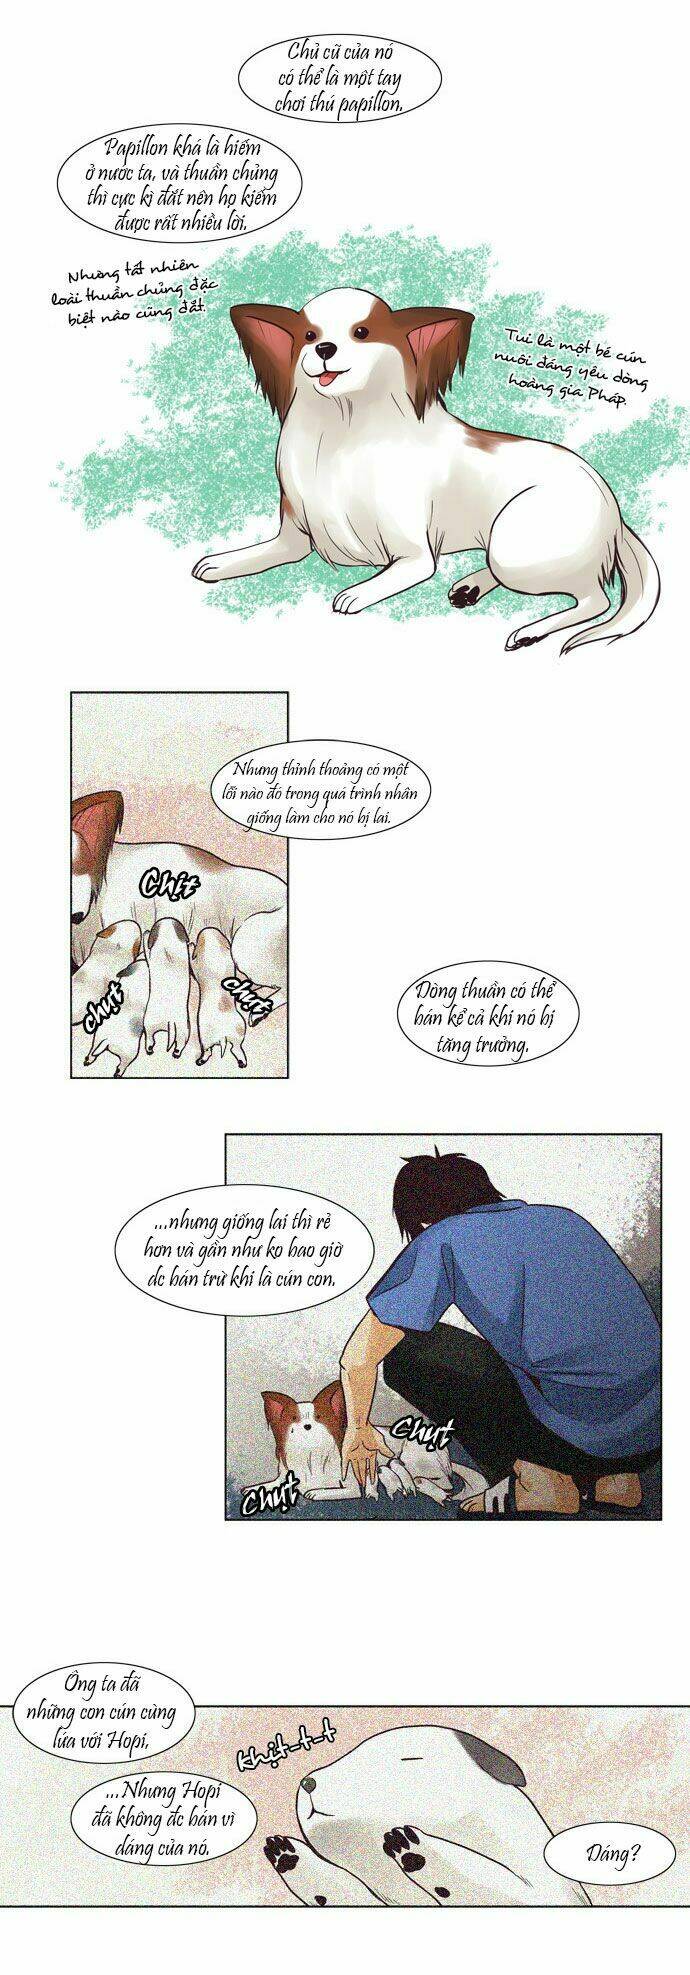 Chủ cũ của nó
có thể là một tay
chơi thú papillon.
Papillon khá là hiếm
ở nước ta, và thuần chủng
thì cực kì đắt nên họ kiếm
được rất nhiều lời.
Nhưng tất nhiên
loài thuần chủng đặc
biệt nào cũng đắt.
Tui là một bé cún
nuôi đáng yêu dòng
hoàng gia Pháp.
Nhưng thỉnh thoảng có một
lỗi nào đó trong quá trình nhân
giống làm cho nó bị lai.
Chịt
chụt
chụt
Dòng thuần có thể
bán kể cả khi nó bị
tăng trưởng.
...nhưng giống lai thì rẻ
hơn và gần như ko bao giờ
đc bán trừ khi là cún con.
Chụt
Chụt
Ông ta đã
những con cún cùng
lứa với Hopi,
khịt-t-t
...Nhưng Hopi
đã không đc bán vì
dáng của nó.
Dáng?